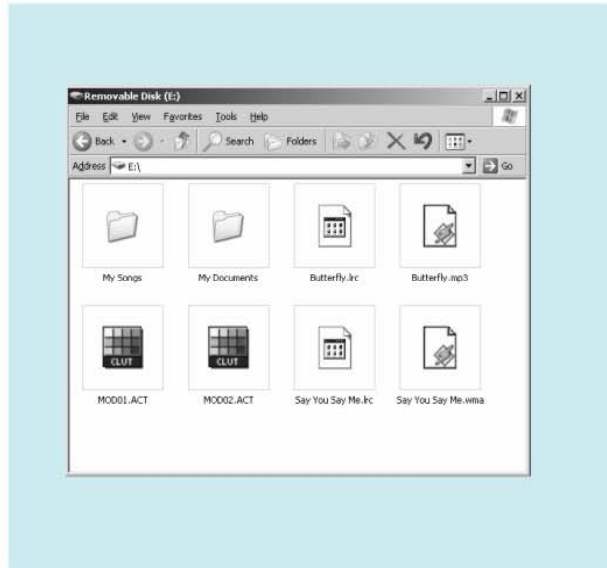 Removable Disk (E:)
File Edit View Favorites Tools Help
Back Search Folders
Address E:\ Go
My Songs My Documents Butterfly.lrc Butterfly.mp3
CLUT CLUT
MOD01.ACT MOD02.ACT Say You Say Me.lrc Say You Say Me.wma